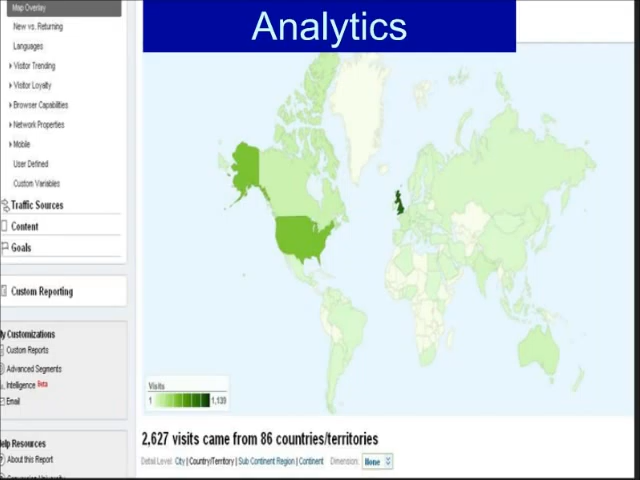 Analytics
Map Overlay
New vs. Returning
Languages
Visitor Trending
Visitor Loyalty
Browser Capabilities
Network Properties
Mobile
User Defined
Custom Variables
Traffic Sources
Content
Goals
Custom Reporting
My Customizations
Custom Reports
Advanced Segments
Intelligence Beta
Email
Help Resources
About this Report
Visits
1 1,139
2,627 visits came from 86 countries/territories
Detail Level: City | Country/Territory | Sub Continent Region | Continent Dimension: None